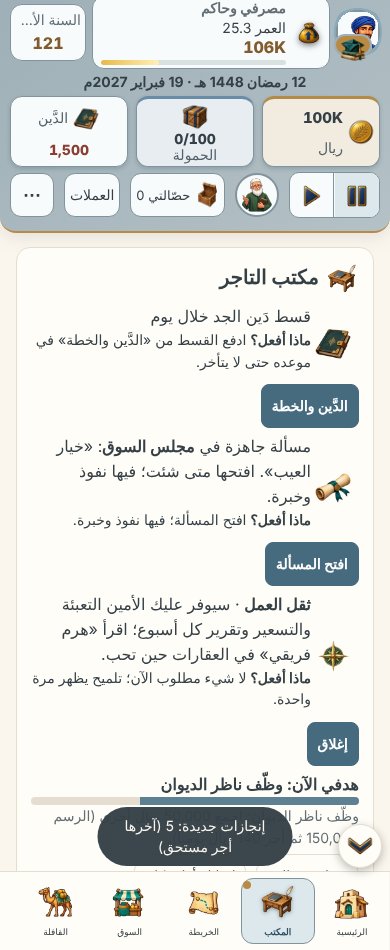 مصرفي وحاكم
العمر 25.3
106K
السنة الأ...
121
12 رمضان 1448 هـ · 19 فبراير 2027م
100K
ريال
0/100
الحمولة
الدَّين
1,500
حصّالتي 0
العملات
...
مكتب التاجر
قسط دَين الجد خلال يوم
ماذا أفعل؟ ادفع القسط من «الدَّين والخطة» في
موعده حتى لا يتأخر.
الدَّين والخطة
مسألة جاهزة في مجلس السوق: «خيار
العيب». افتحها متى شئت؛ فيها نفوذ
وخبرة.
ماذا أفعل؟ افتح المسألة؛ فيها نفوذ وخبرة.
افتح المسألة
ثقل العمل · سيوفر عليك الأمين التعبئة
والتسعير وتقرير كل أسبوع؛ اقرأ «هرم
فريقي» في العقارات حين تحب.
ماذا أفعل؟ لا شيء مطلوب الآن؛ تلميح يظهر مرة
واحدة.
إغلاق
هدفي الآن: وظّف ناظر الديوان
وظّف ناظر
(الرسم
إنجازات جديدة: 5 (آخرها
أجر مستحق)
الرئيسية
المكتب
الخريطة
السوق
القافلة